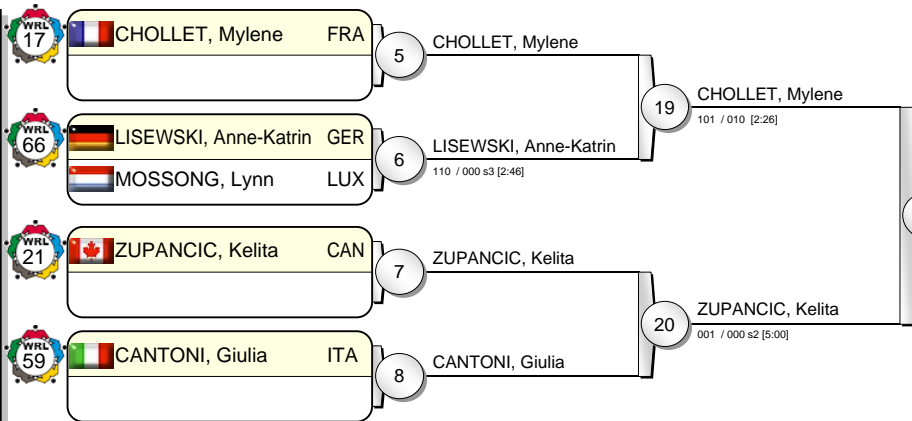 WRL
17
CHOLLET, Mylene FRA
5
CHOLLET, Mylene
19
CHOLLET, Mylene
101 / 010 [2:26]
WRL
66
LISEWSKI, Anne-Katrin GER
MOSSONG, Lynn LUX
6
LISEWSKI, Anne-Katrin
110 / 000 s3 [2:46]
WRL
21
ZUPANCIC, Kelita CAN
7
ZUPANCIC, Kelita
20
ZUPANCIC, Kelita
001 / 000 s2 [5:00]
WRL
59
CANTONI, Giulia ITA
8
CANTONI, Giulia